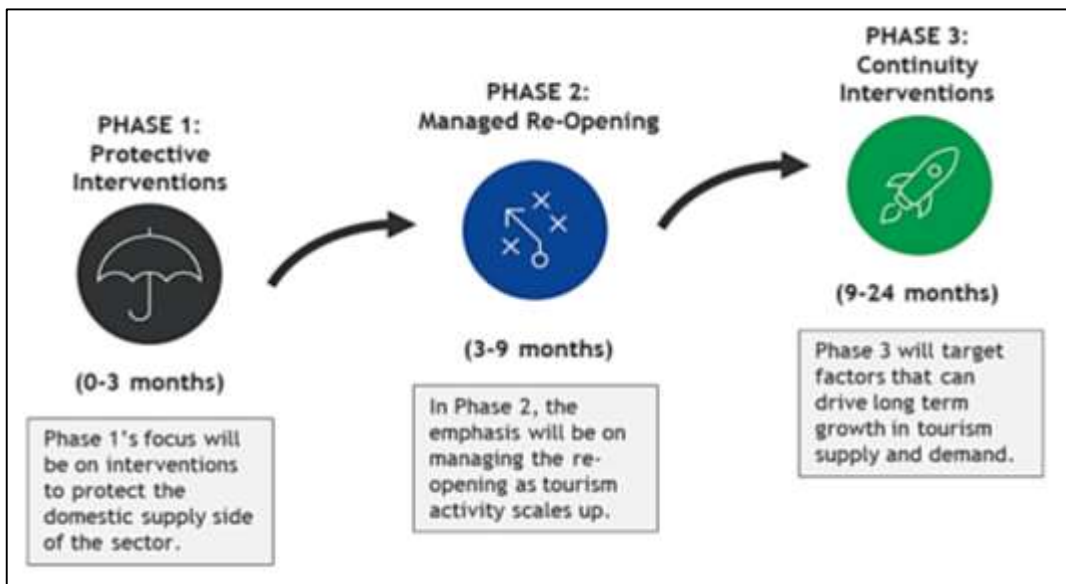 PHASE 1:
Protective
Interventions
(0-3 months)
Phase 1's focus will
be on interventions
to protect the
domestic supply side
of the sector.
PHASE 2:
Managed Re-Opening
(3-9 months)
In Phase 2, the
emphasis will be on
managing the re-
opening as tourism
activity scales up.
PHASE 3:
Continuity
Interventions
(9-24 months)
Phase 3 will target
factors that can
drive long term
growth in tourism
supply and demand.